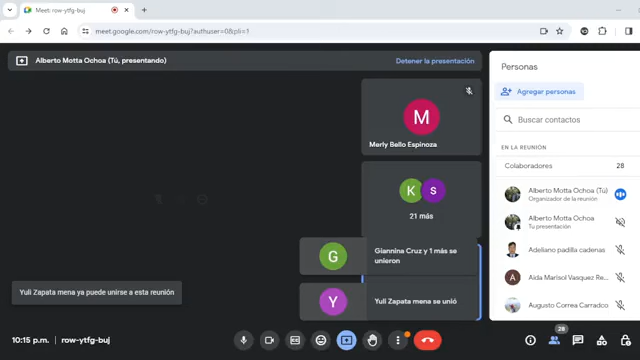 Meet: row-ytfg-buj
meet.google.com/row-ytfg-buj?authuser=0&pli=1
Alberto Motta Ochoa (Tú, presentando)
Detener la presentación
M
Merly Bello Espinoza
K
S
21 más
G
Giannina Cruz y 1 más se
unieron
Yuli Zapata mena ya puede unirse a esta reunión
Y
Yuli Zapata mena se unió
Personas
Agregar personas
Buscar contactos
EN LA REUNIÓN
Colaboradores
28
Alberto Motta Ochoa (Tú)
Organizador de la reunión
Alberto Motta Ochoa
Tu presentación
Adeliano padilla cadenas
A
Aida Marisol Vasquez Re...
Augusto Correa Carradco
10:15 p.m.
row-ytfg-buj
28